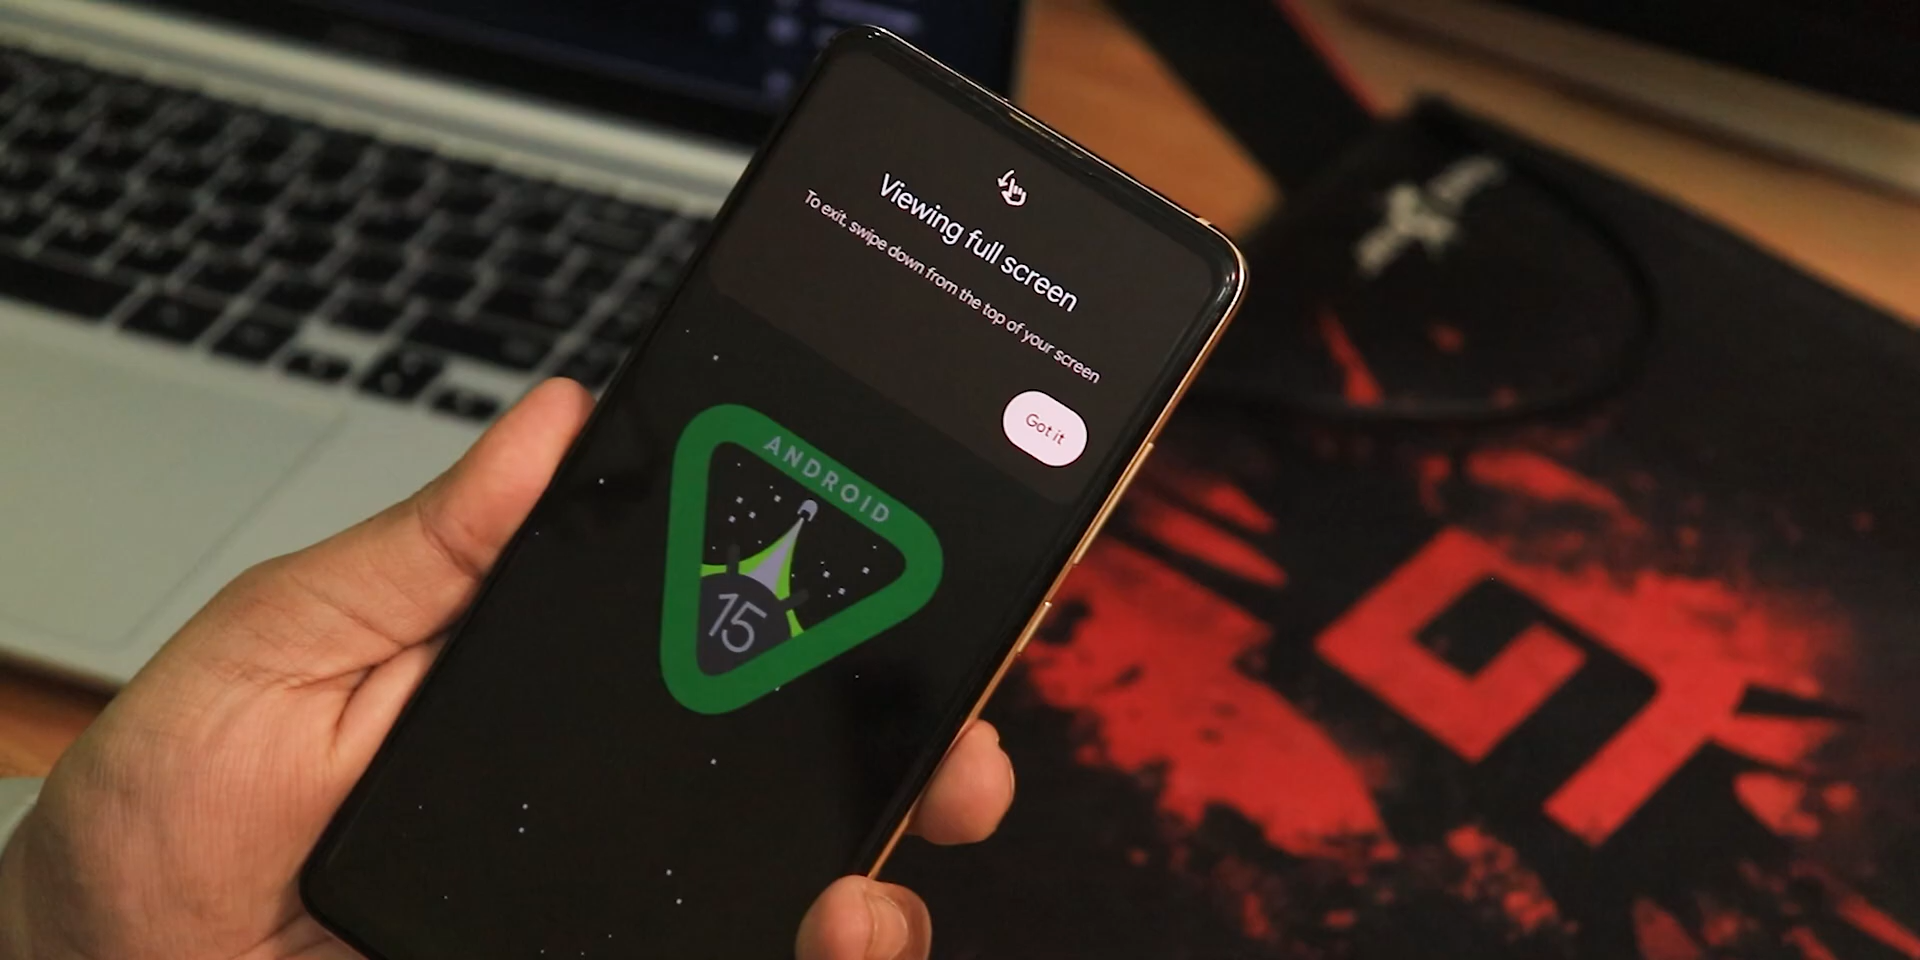 Viewing full screen
To exit, swipe down from the top of your screen
Got it
ANDROID
15